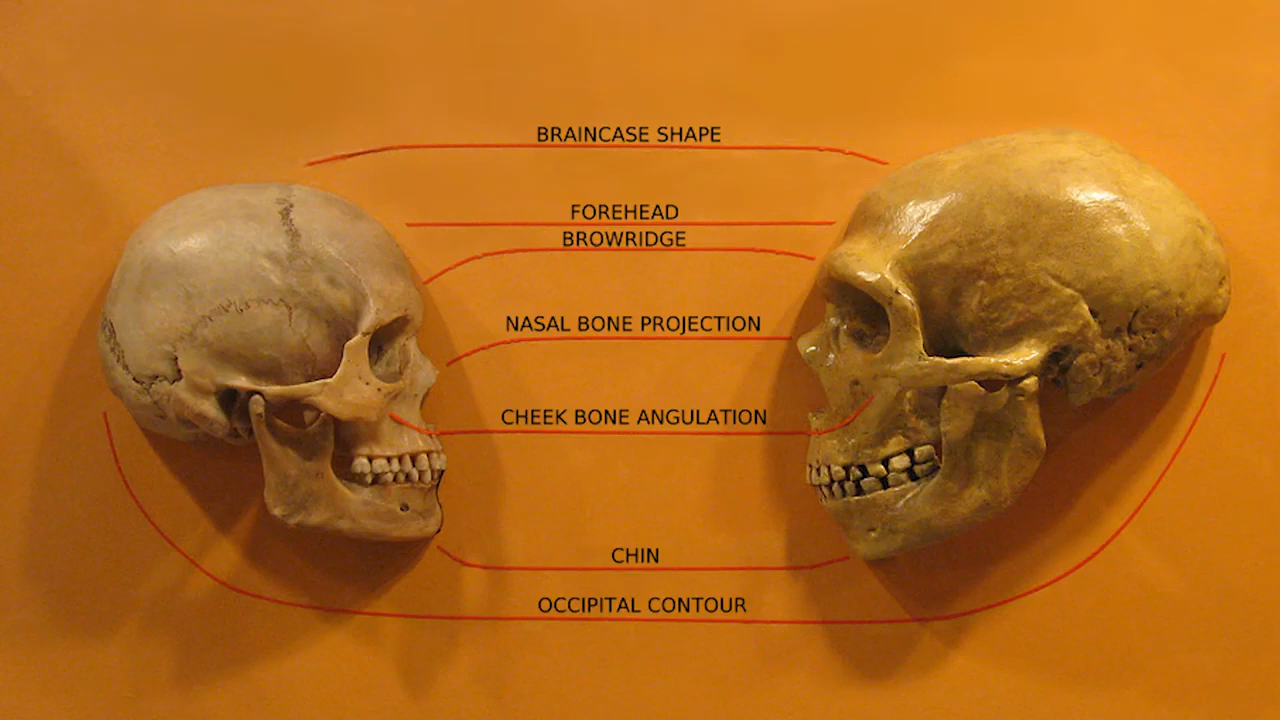 BRAINCASE SHAPE
FOREHEAD
BROWRIDGE
NASAL BONE PROJECTION
CHEEK BONE ANGULATION
CHIN
OCCIPITAL CONTOUR